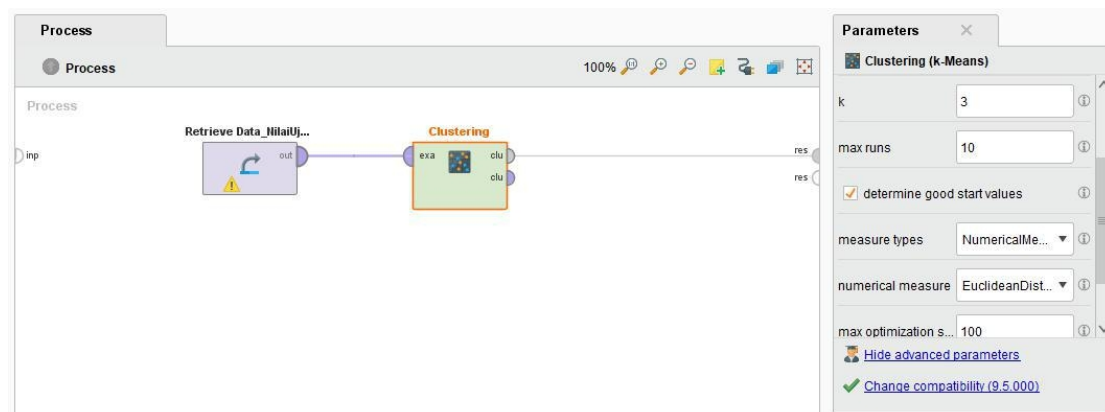 Process
Process
100%
Process
inp
Retrieve Data_NilaiUj...
out
Clustering
exa
clu
clu
res
res
Parameters
Clustering (k-Means)
k 3
max runs 10
determine good start values
measure types NumericalMe...
numerical measure EuclideanDist...
max optimization s... 100
Hide advanced parameters
Change compatibility (9.5.000)